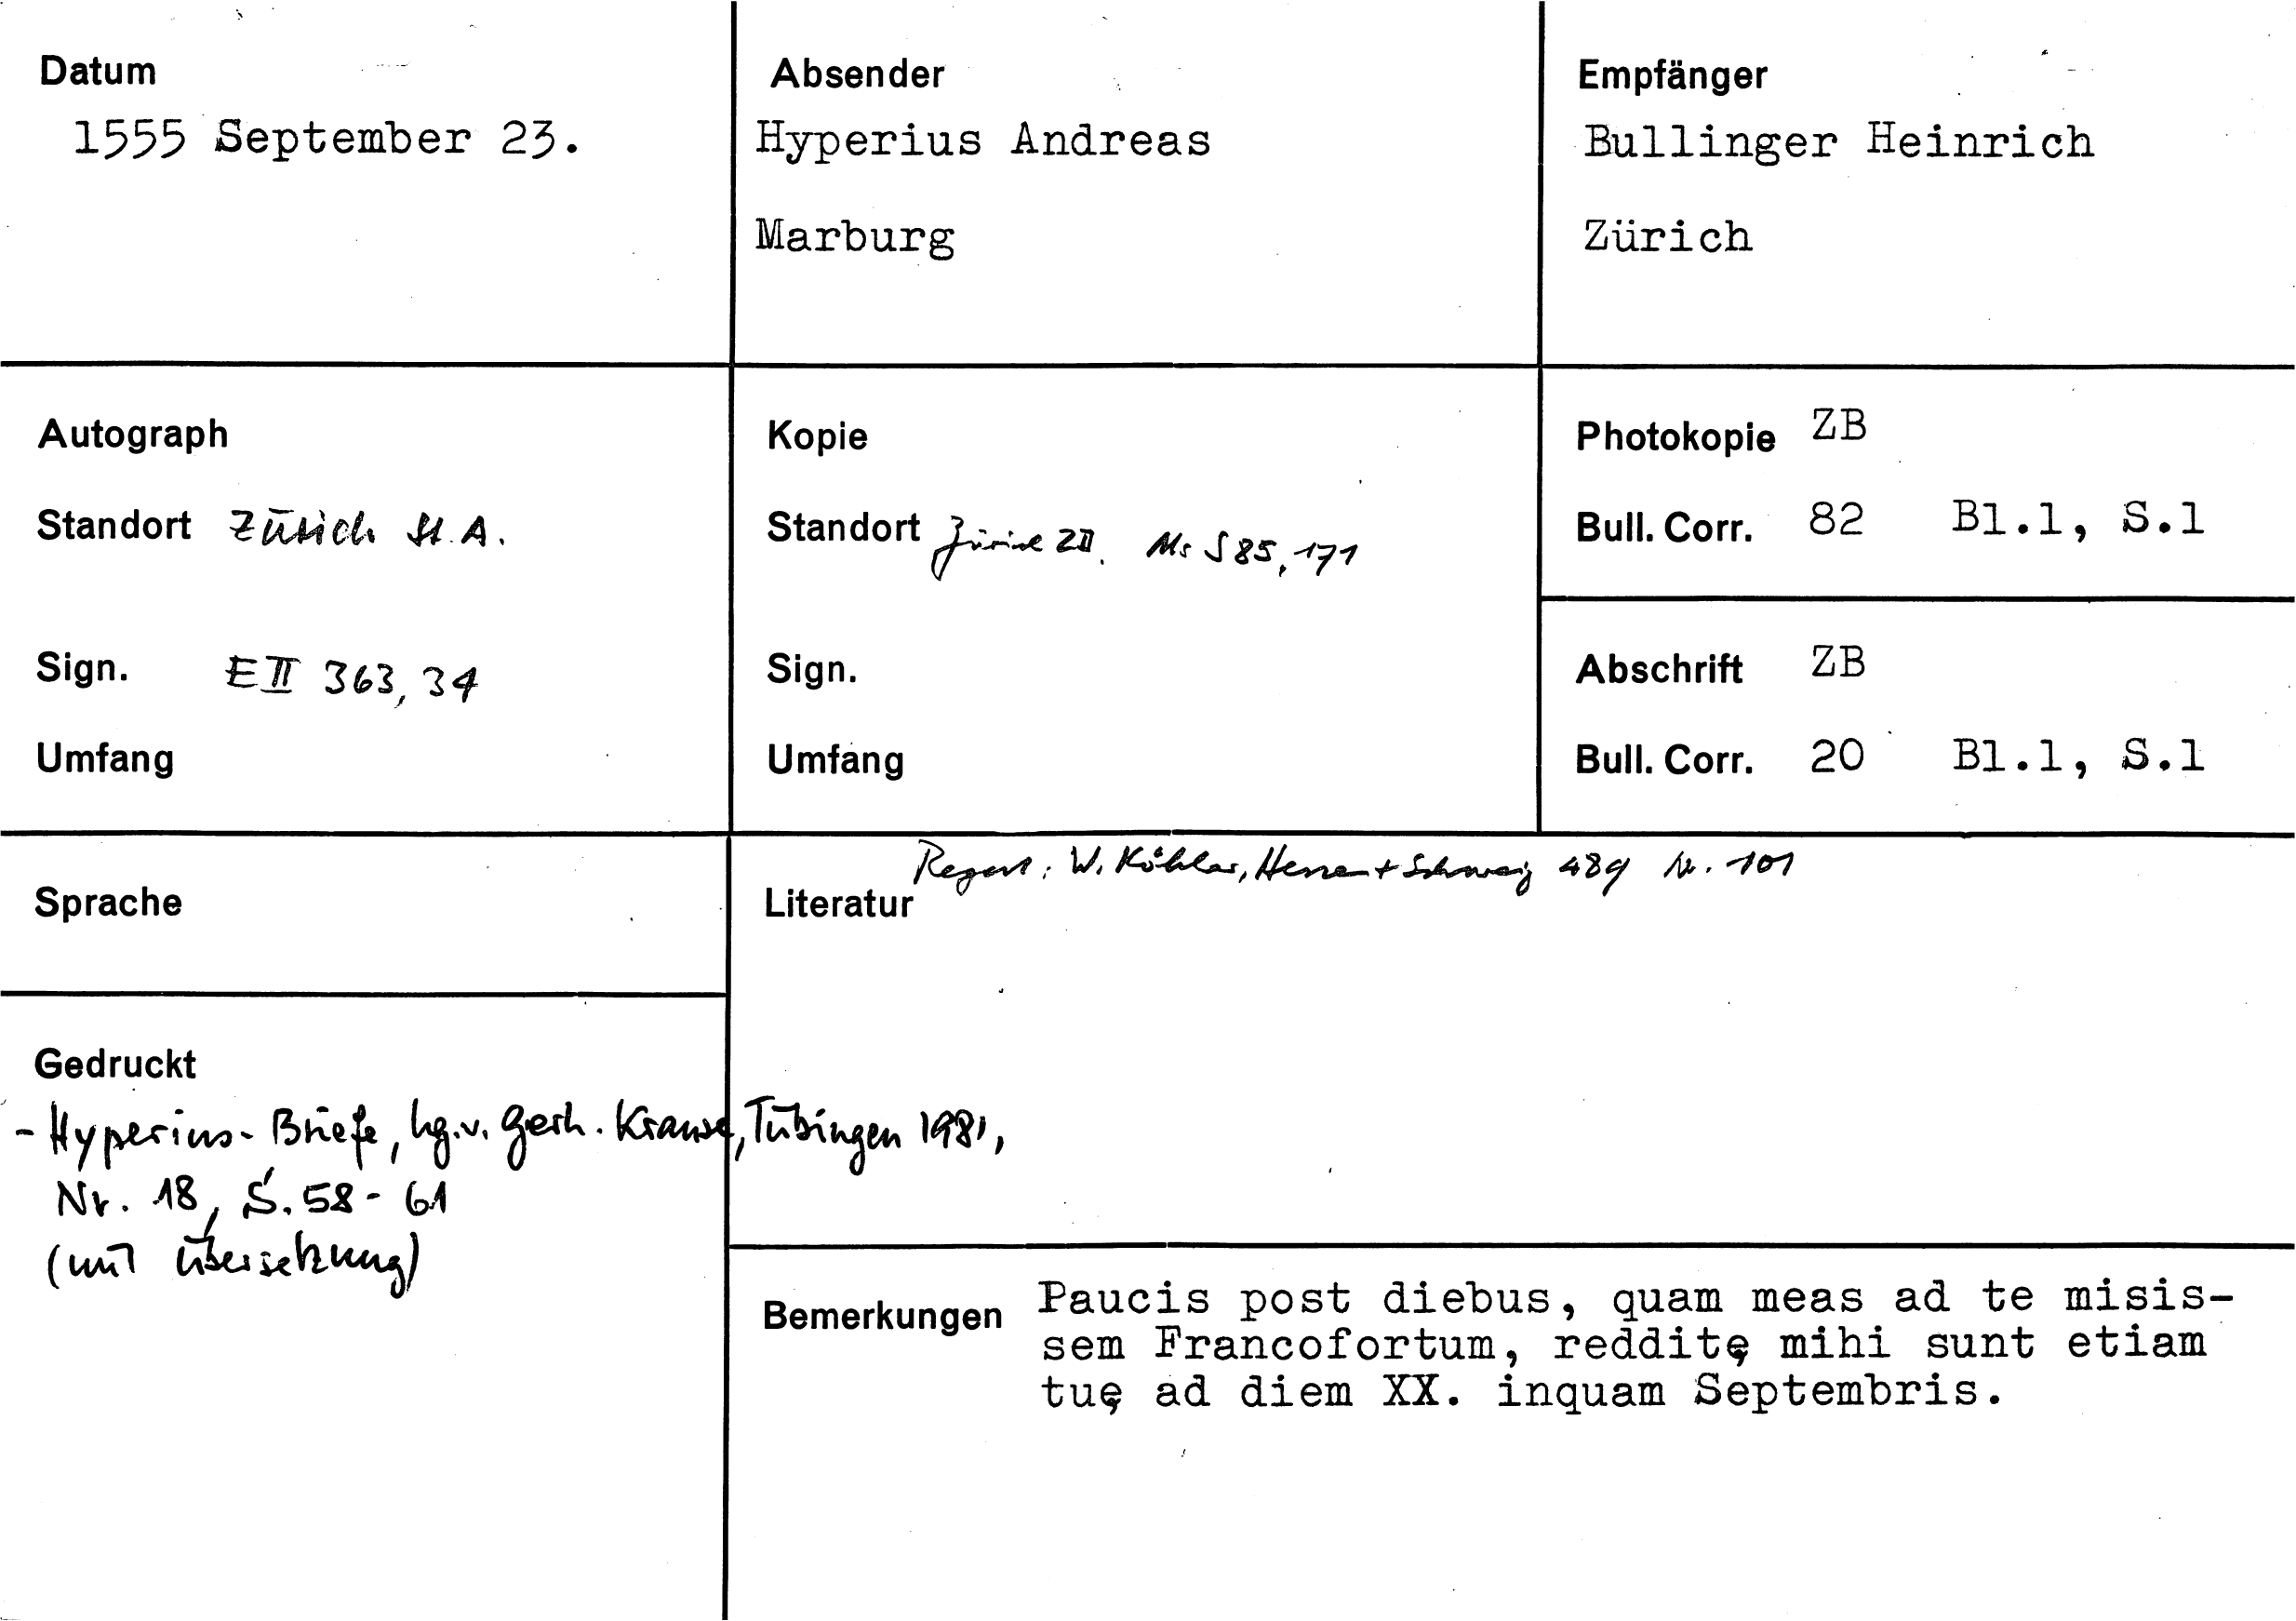 Datum
1555 September 23.
Absender
Hyperius Andreas
Marburg
Empfänger
Bullinger Heinrich
Zürich
Autograph
Standort Zürich St.A.
Sign. E II 363, 34
Umfang
Kopie
Standort Zürich ZB. Ms S 85, 171
Sign.
Umfang
Photokopie ZB
Bull. Corr. 82 Bl.1, S.1
Abschrift ZB
Bull. Corr. 20 Bl.1, S.1
Sprache
Regest: W. Köhler, Hessen + Schweiz 489 Nr. 101
Literatur
Gedruckt
- Hyperius-Briefe, hg.v. Gerh. Krause, Tübingen 1981,
Nr. 18, S. 58-61
(mit Übersetzung)
Bemerkungen
Paucis post diebus, quam meas ad te misis-
sem Francofortum, redditę mihi sunt etiam
tuę ad diem XX. inquam Septembris.